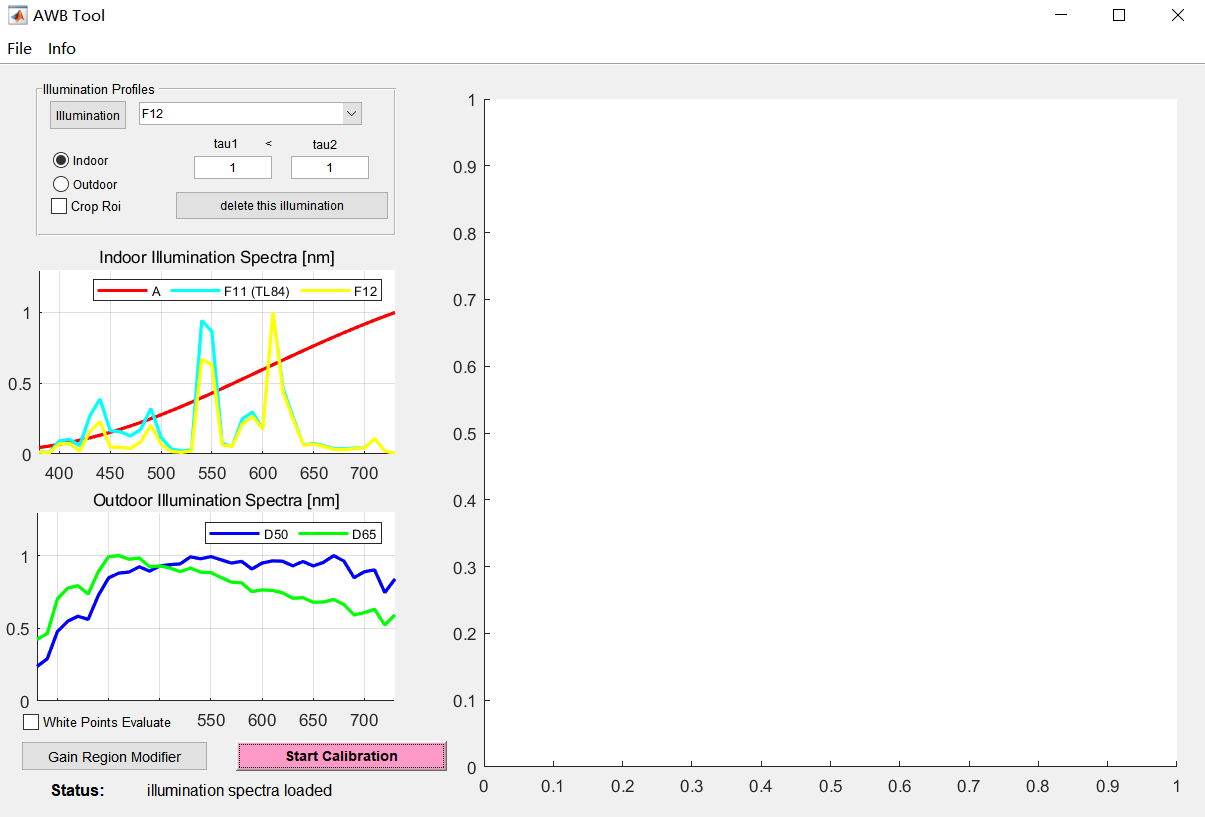 AWB Tool
File Info
Illumination Profiles
Illumination F12
tau1 < tau2
1 1
Indoor
Outdoor
Crop Roi
delete this illumination
Indoor Illumination Spectra [nm]
A F11 (TL84) F12
1
0.5
0
400 450 500 550 600 650 700
Outdoor Illumination Spectra [nm]
D50 D65
1
0.5
0
550 600 650 700
White Points Evaluate
Gain Region Modifier
Start Calibration
Status: illumination spectra loaded
1
0.9
0.8
0.7
0.6
0.5
0.4
0.3
0.2
0.1
0
0 0.1 0.2 0.3 0.4 0.5 0.6 0.7 0.8 0.9 1